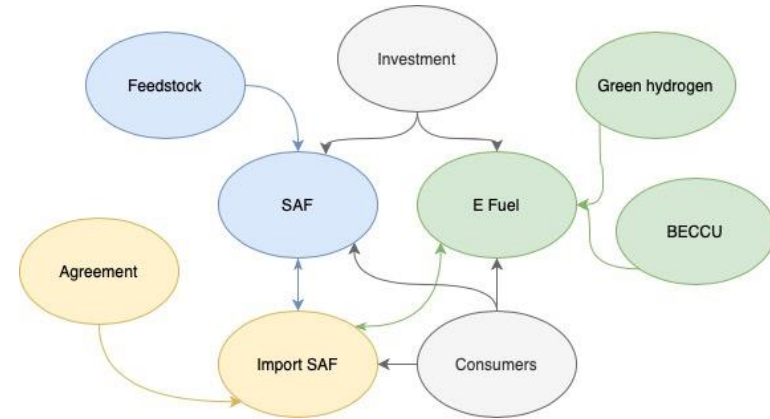 Investment
Feedstock
Green hydrogen
SAF
E Fuel
BECCU
Agreement
Import SAF
Consumers